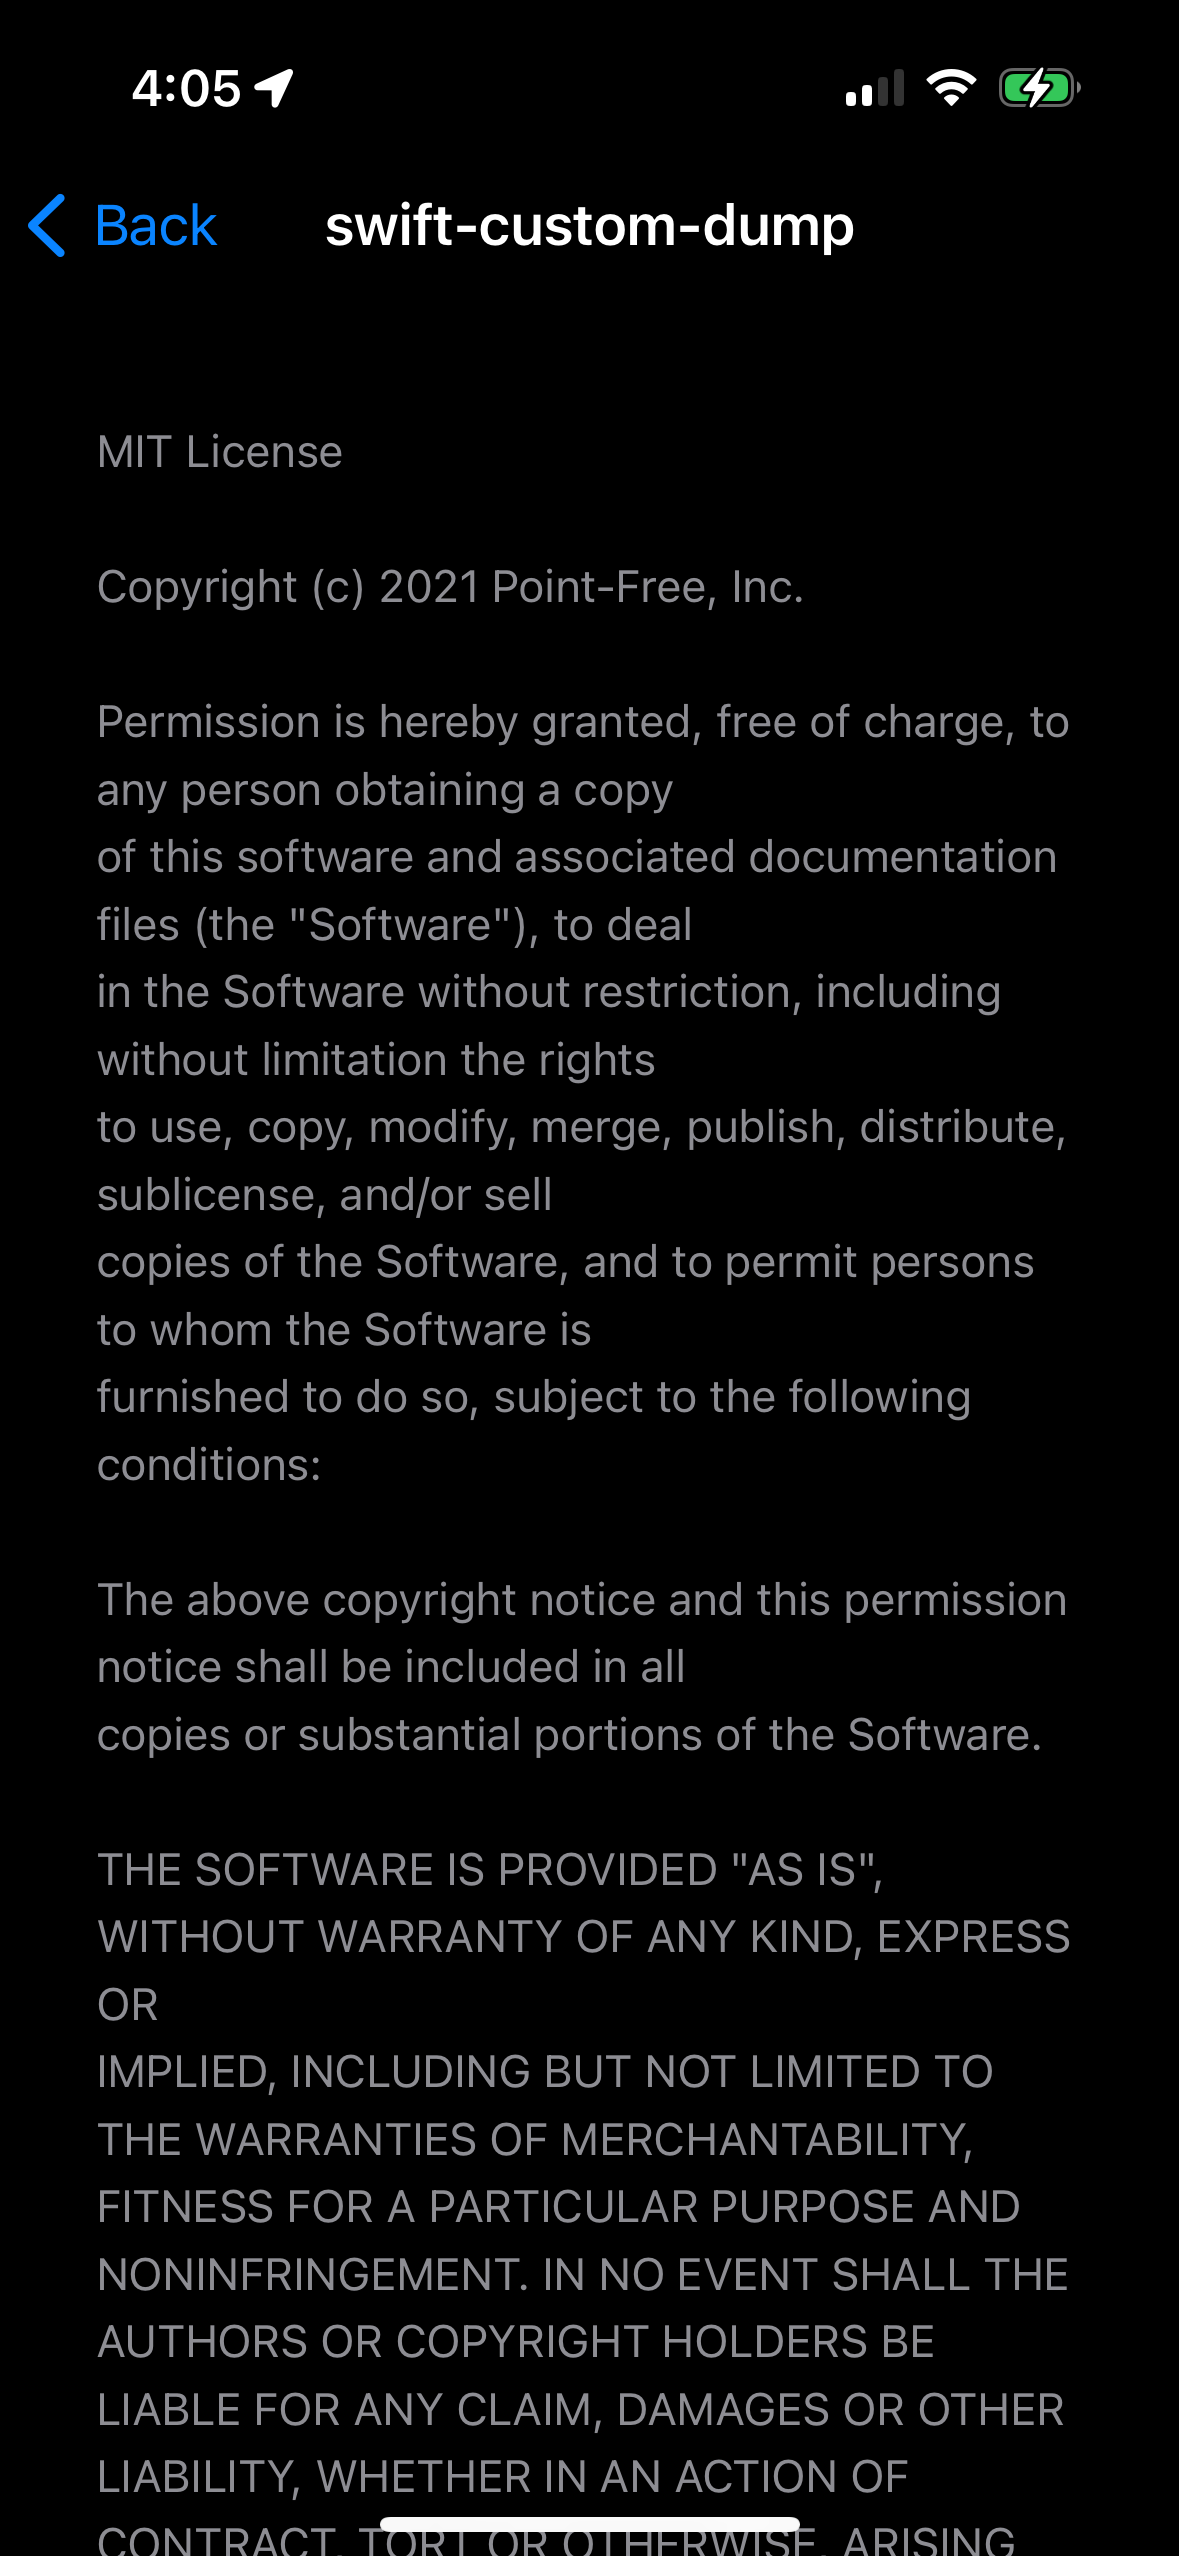 4:05
Back
swift-custom-dump
MIT License
Copyright (c) 2021 Point-Free, Inc.
Permission is hereby granted, free of charge, to
any person obtaining a copy
of this software and associated documentation
files (the "Software"), to deal
in the Software without restriction, including
without limitation the rights
to use, copy, modify, merge, publish, distribute,
sublicense, and/or sell
copies of the Software, and to permit persons
to whom the Software is
furnished to do so, subject to the following
conditions:
The above copyright notice and this permission
notice shall be included in all
copies or substantial portions of the Software.
THE SOFTWARE IS PROVIDED "AS IS",
WITHOUT WARRANTY OF ANY KIND, EXPRESS
OR
IMPLIED, INCLUDING BUT NOT LIMITED TO
THE WARRANTIES OF MERCHANTABILITY,
FITNESS FOR A PARTICULAR PURPOSE AND
NONINFRINGEMENT. IN NO EVENT SHALL THE
AUTHORS OR COPYRIGHT HOLDERS BE
LIABLE FOR ANY CLAIM, DAMAGES OR OTHER
LIABILITY, WHETHER IN AN ACTION OF
CONTRACT, TORT OR OTHERWISE, ARISING